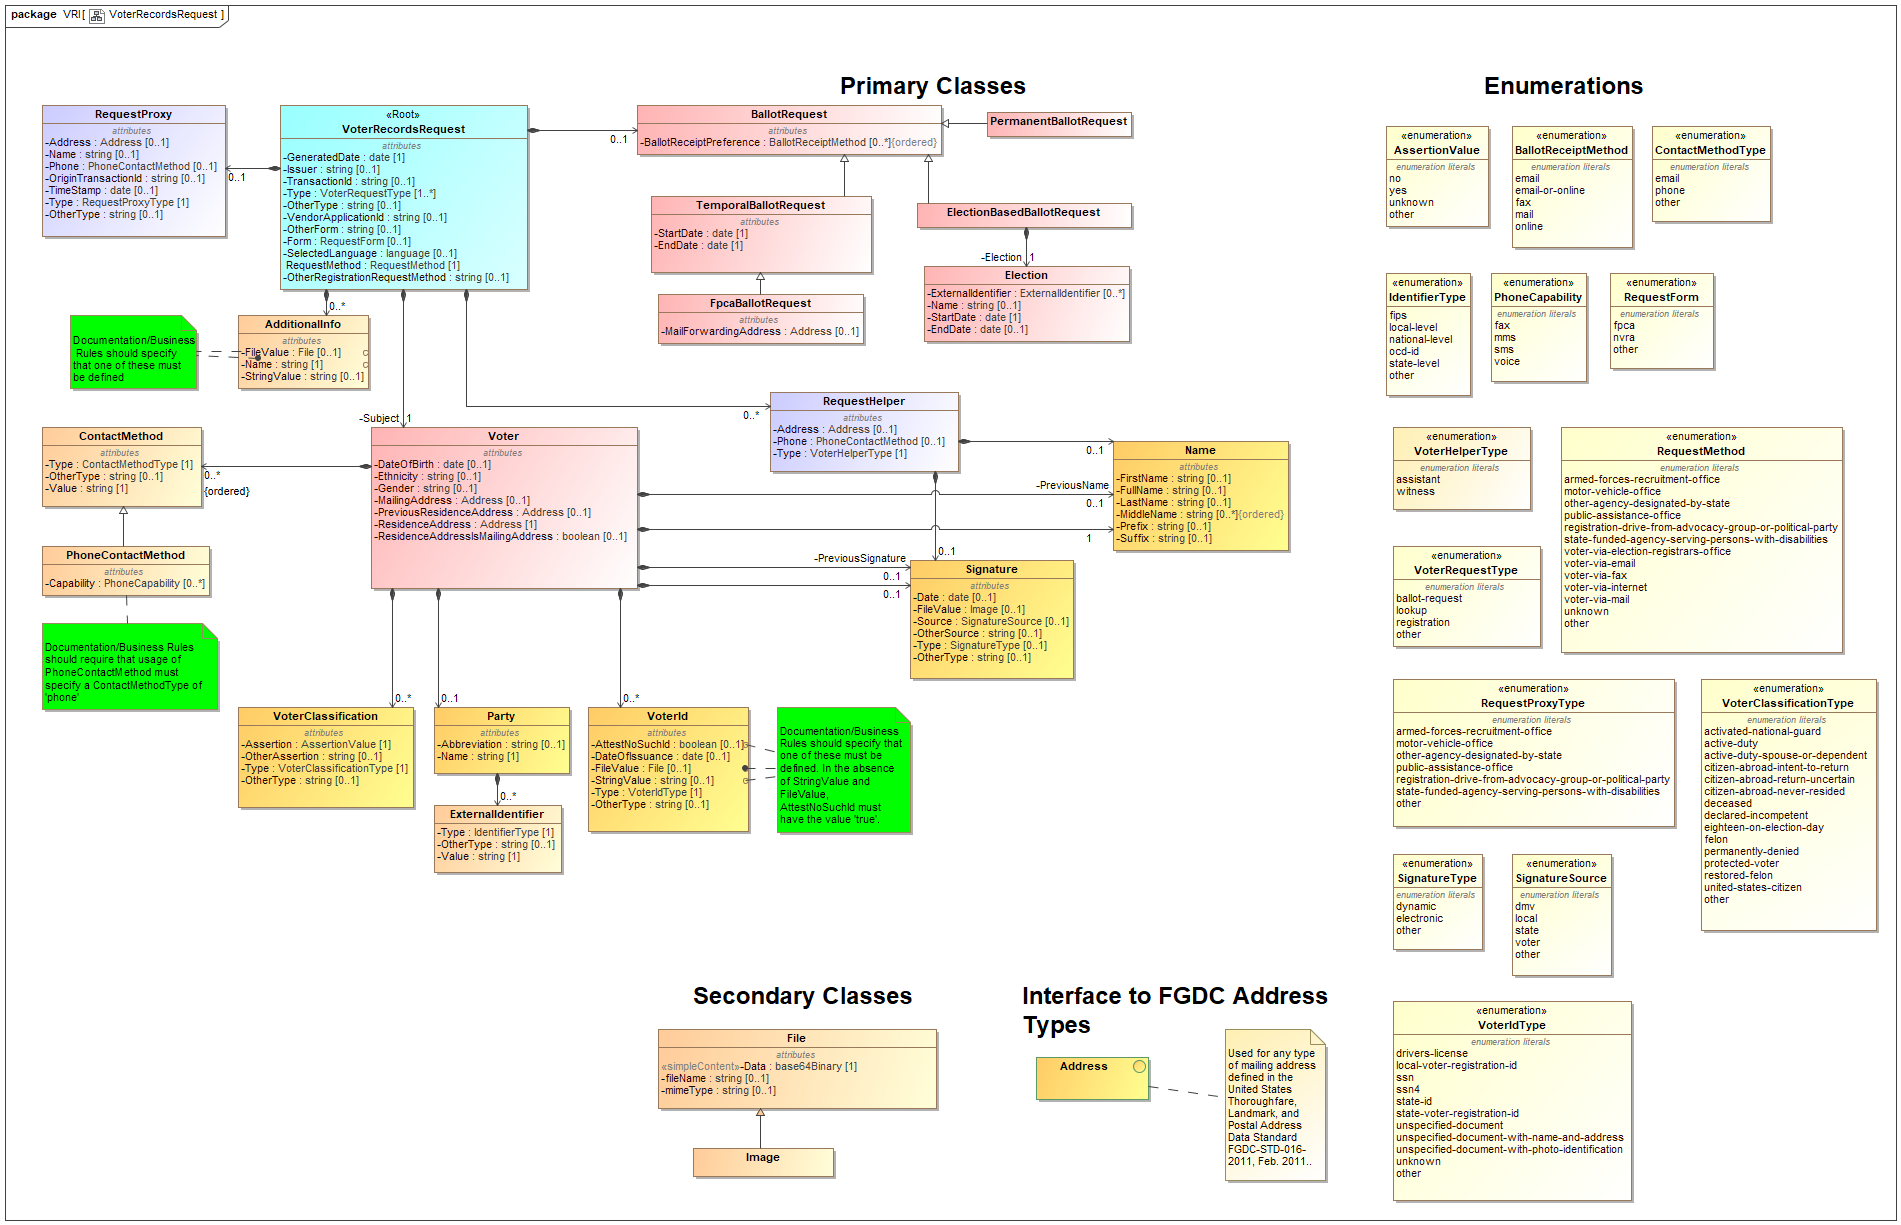 package VRI[ VoterRecordsRequest ]
Primary Classes
Enumerations
RequestProxy
attributes
-Address : Address [0..1]
-Name : string [0..1]
-Phone : PhoneContactMethod [0..1]
-OriginTransactionId : string [0..1]
-TimeStamp : date [0..1]
-Type : RequestProxyType [1]
-OtherType : string [0..1]
0..1
«Root»
VoterRecordsRequest
attributes
-GeneratedDate : date [1]
-Issuer : string [0..1]
-TransactionId : string [0..1]
-Type : VoterRequestType [1..*]
-OtherType : string [0..1]
-VendorApplicationId : string [0..1]
-OtherForm : string [0..1]
-Form : RequestForm [0..1]
-SelectedLanguage : language [0..1]
RequestMethod : RequestMethod [1]
-OtherRegistrationRequestMethod : string [0..1]
0..1
BallotRequest
attributes
-BallotReceiptPreference : BallotReceiptMethod [0..*]{ordered}
PermanentBallotRequest
TemporalBallotRequest
attributes
-StartDate : date [1]
-EndDate : date [1]
ElectionBasedBallotRequest
-Election 1
Election
-ExternalIdentifier : ExternalIdentifier [0..*]
-Name : string [0..1]
-StartDate : date [1]
-EndDate : date [0..1]
FpcaBallotRequest
attributes
-MailForwardingAddress : Address [0..1]
0..*
Documentation/Business
Rules should specify
that one of these must
be defined
AdditionalInfo
attributes
-FileValue : File [0..1]
-Name : string [1]
-StringValue : string [0..1]
-Subject 1
0..*
RequestHelper
attributes
-Address : Address [0..1]
-Phone : PhoneContactMethod [0..1]
-Type : VoterHelperType [1]
0..1
ContactMethod
attributes
-Type : ContactMethodType [1]
-OtherType : string [0..1]
-Value : string [1]
0..*
{ordered}
Voter
attributes
-DateOfBirth : date [0..1]
-Ethnicity : string [0..1]
-Gender : string [0..1]
-MailingAddress : Address [0..1]
-PreviousResidenceAddress : Address [0..1]
-ResidenceAddress : Address [1]
-ResidenceAddressIsMailingAddress : boolean [0..1]
Name
attributes
-FirstName : string [0..1]
-FullName : string [0..1]
-LastName : string [0..1]
-MiddleName : string [0..*]{ordered}
-Prefix : string [0..1]
-Suffix : string [0..1]
-PreviousName
0..1
1
PhoneContactMethod
attributes
-Capability : PhoneCapability [0..*]
-PreviousSignature
0..1
0..1
0..1
Signature
attributes
-Date : date [0..1]
-FileValue : Image [0..1]
-Source : SignatureSource [0..1]
-OtherSource : string [0..1]
-Type : SignatureType [0..1]
-OtherType : string [0..1]
Documentation/Business Rules
should require that usage of
PhoneContactMethod must
specify a ContactMethodType of
'phone'
0..*
0..1
0..*
VoterClassification
attributes
-Assertion : AssertionValue [1]
-OtherAssertion : string [0..1]
-Type : VoterClassificationType [1]
-OtherType : string [0..1]
Party
attributes
-Abbreviation : string [0..1]
-Name : string [1]
0..*
ExternalIdentifier
-Type : IdentifierType [1]
-OtherType : string [0..1]
-Value : string [1]
VoterId
attributes
-AttestNoSuchId : boolean [0..1]
-DateOfIssuance : date [0..1]
-FileValue : File [0..1]
-StringValue : string [0..1]
-Type : VoterIdType [1]
-OtherType : string [0..1]
Documentation/Business
Rules should specify that
one of these must be
defined. In the absence
of StringValue and
FileValue,
AttestNoSuchId must
have the value 'true'.
Secondary Classes
File
attributes
«simpleContent»-Data : base64Binary [1]
-fileName : string [0..1]
-mimeType : string [0..1]
Image
Interface to FGDC Address
Types
Address
Used for any type
of mailing address
defined in the
United States
Thoroughfare,
Landmark, and
Postal Address
Data Standard
FGDC-STD-016-
2011, Feb. 2011..
«enumeration»
AssertionValue
enumeration literals
no
yes
unknown
other
«enumeration»
BallotReceiptMethod
enumeration literals
email
email-or-online
fax
mail
online
«enumeration»
ContactMethodType
enumeration literals
email
phone
other
«enumeration»
IdentifierType
enumeration literals
fips
local-level
national-level
ocd-id
state-level
other
«enumeration»
PhoneCapability
enumeration literals
fax
mms
sms
voice
«enumeration»
RequestForm
enumeration literals
fpca
nvra
other
«enumeration»
VoterHelperType
enumeration literals
assistant
witness
«enumeration»
RequestMethod
enumeration literals
armed-forces-recruitment-office
motor-vehicle-office
other-agency-designated-by-state
public-assistance-office
registration-drive-from-advocacy-group-or-political-party
state-funded-agency-serving-persons-with-disabilities
voter-via-election-registrars-office
voter-via-email
voter-via-fax
voter-via-internet
voter-via-mail
unknown
other
«enumeration»
VoterRequestType
enumeration literals
ballot-request
lookup
registration
other
«enumeration»
RequestProxyType
enumeration literals
armed-forces-recruitment-office
motor-vehicle-office
other-agency-designated-by-state
public-assistance-office
registration-drive-from-advocacy-group-or-political-party
state-funded-agency-serving-persons-with-disabilities
other
«enumeration»
VoterClassificationType
enumeration literals
activated-national-guard
active-duty
active-duty-spouse-or-dependent
citizen-abroad-intent-to-return
citizen-abroad-return-uncertain
citizen-abroad-never-resided
deceased
declared-incompetent
eighteen-on-election-day
felon
permanently-denied
protected-voter
restored-felon
united-states-citizen
other
«enumeration»
SignatureType
enumeration literals
dynamic
electronic
other
«enumeration»
SignatureSource
enumeration literals
dmv
local
state
voter
other
«enumeration»
VoterIdType
enumeration literals
drivers-license
local-voter-registration-id
ssn
ssn4
state-id
state-voter-registration-id
unspecified-document
unspecified-document-with-name-and-address
unspecified-document-with-photo-identification
unknown
other